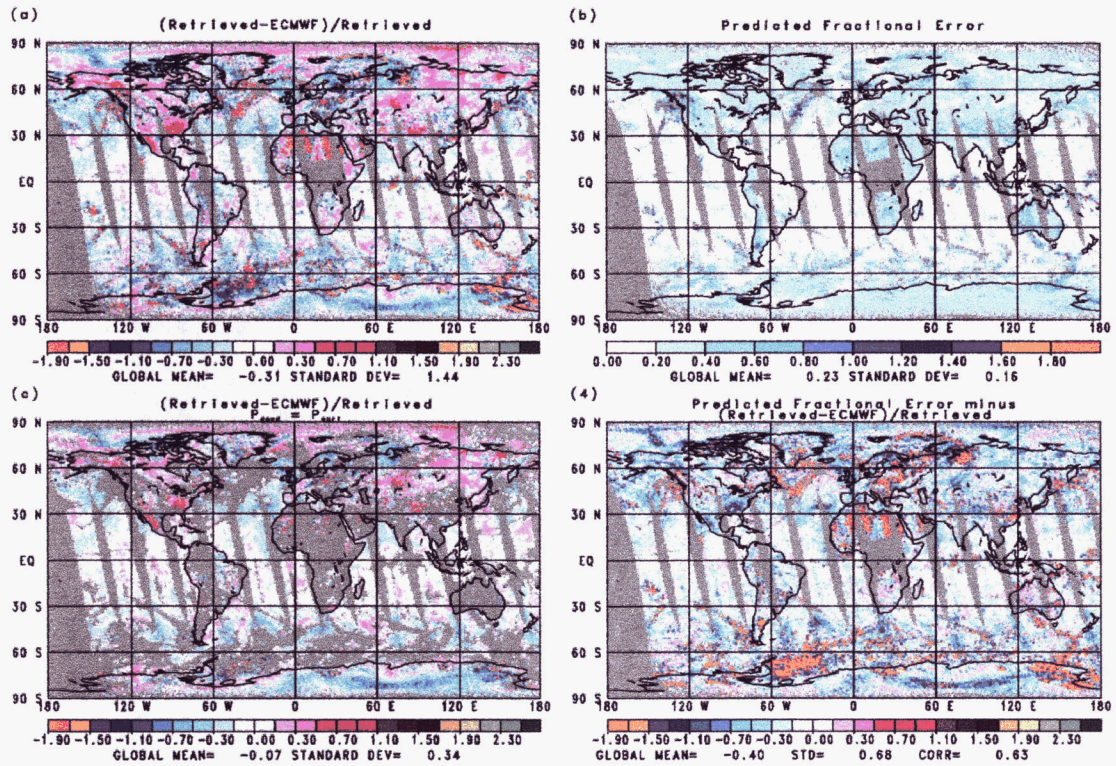 (a)
(Retrieved-ECMWF)/Retrieved
90 N
60 N
30 N
EQ
30 S
60 S
90 S
180 120 W 60 W 0 60 E 120 E 180
-1.90 -1.50 -1.10 -0.70 -0.30 0.00 0.30 0.70 1.10 1.50 1.90 2.30
GLOBAL MEAN= -0.31 STANDARD DEV= 1.44
(b)
Predicted Fractional Error
90 N
60 N
30 N
EQ
30 S
60 S
90 S
180 120 W 60 W 0 60 E 120 E 180
0.00 0.20 0.40 0.60 0.80 1.00 1.20 1.40 1.60 1.80
GLOBAL MEAN= 0.23 STANDARD DEV= 0.16
(c)
(Retrieved-ECMWF)/Retrieved
P = P
90 N
60 N
30 N
EQ
30 S
60 S
90 S
180 120 W 60 W 0 60 E 120 E 180
-1.90 -1.50 -1.10 -0.70 -0.30 0.00 0.30 0.70 1.10 1.50 1.90 2.30
GLOBAL MEAN= -0.07 STANDARD DEV= 0.34
(4)
Predicted Fractional Error minus
(Retrieved-ECMWF)/Retrieved
90 N
60 N
30 N
EQ
30 S
60 S
90 S
180 120 W 60 W 0 60 E 120 E 180
-1.90 -1.50 -1.10 -0.70 -0.30 0.00 0.30 0.70 1.10 1.50 1.90 2.30
GLOBAL MEAN= -0.40 STD= 0.68 CORR= 0.63